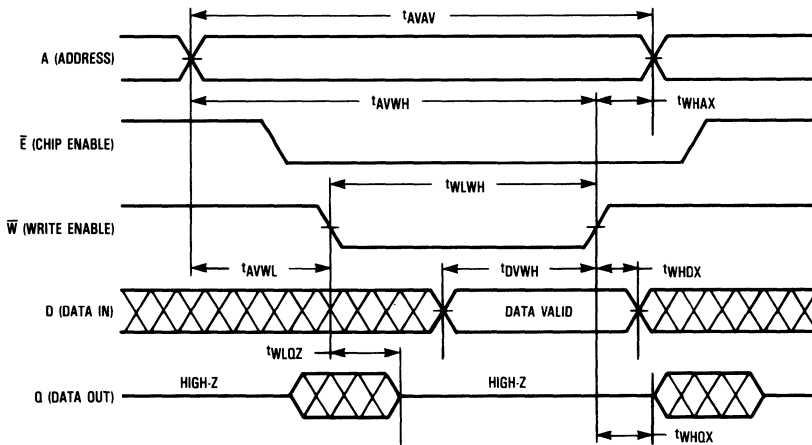 tAVAV
A (ADDRESS)
tAVWH
tWHAX
E̅ (CHIP ENABLE)
tWLWH
W̅ (WRITE ENABLE)
tAVWL
tDVWH
tWHDX
D (DATA IN)
DATA VALID
tWLQZ
HIGH-Z
HIGH-Z
Q (DATA OUT)
tWHQX